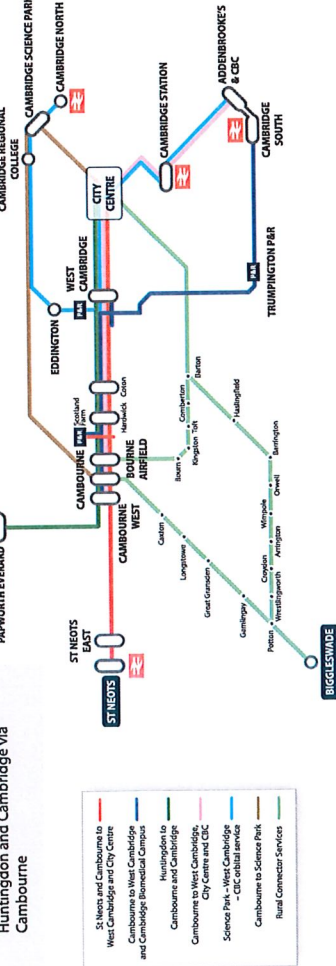 Huntingdon and Cambridge via
Cambourne
PAPWORTH EVERARD
CAMBRIDGE REGIONAL
COLLEGE
CAMBRIDGE SCIENCE PARK
CAMBRIDGE NORTH
EDDINGTON
P&R
WEST
CAMBRIDGE
CITY
CENTRE
CAMBRIDGE STATION
ADDENBROOKE'S
& CBC
CAMBRIDGE
SOUTH
P&R
TRUMPINGTON P&R
ST NEOTS
EAST
ST NEOTS
CAMBOURNE
CAMBOURNE
WEST
BOURNE
AIRFIELD
P&R
Scotland
Farm
Hardwick
Coton
Bourn
Kingston
Toft
Comberton
Barton
Haslingfield
Barrington
Orwell
Wimpole
Arrington
Croydon
Wrestlingworth
Potton
Caxton
Longstowe
Great Gransden
Gamlingay
BIGGLESWADE
St Neots and Cambourne to
West Cambridge and City Centre
Cambourne to West Cambridge
and Cambridge Biomedical Campus
Huntingdon to
Cambourne and Cambridge
Cambourne to West Cambridge,
City Centre and CBC
Science Park – West Cambridge
– CBC orbital service
Cambourne to Science Park
Rural Connector Services